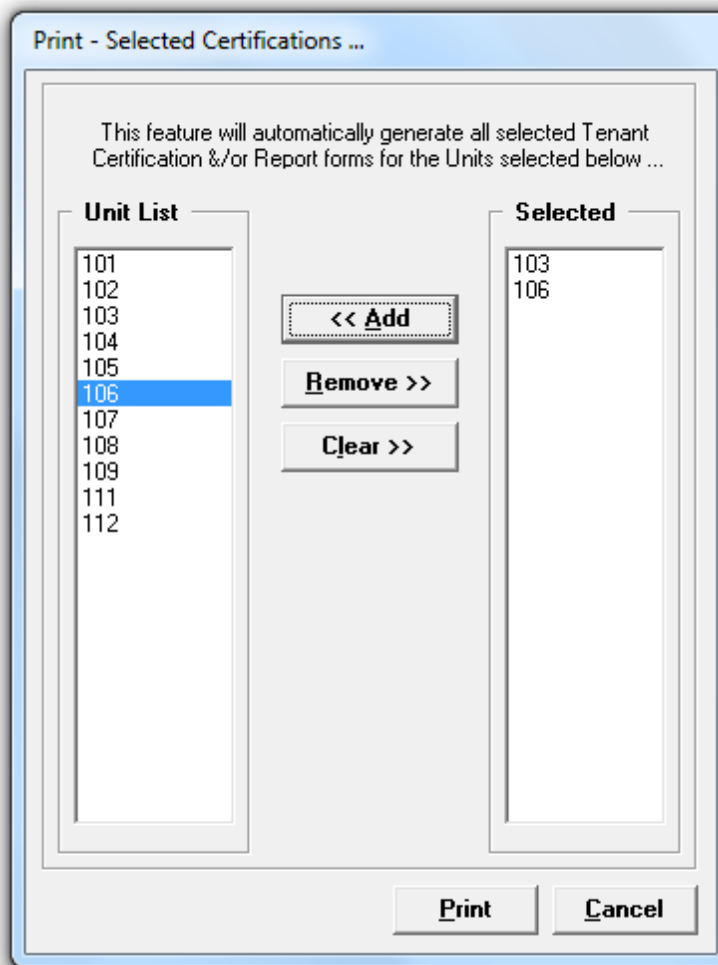 Print - Selected Certifications ...
This feature will automatically generate all selected Tenant
Certification &/or Report forms for the Units selected below ...
Unit List
101
102
103
104
105
106
107
108
109
111
112
<< Add
Remove >>
Clear >>
Selected
103
106
Print
Cancel